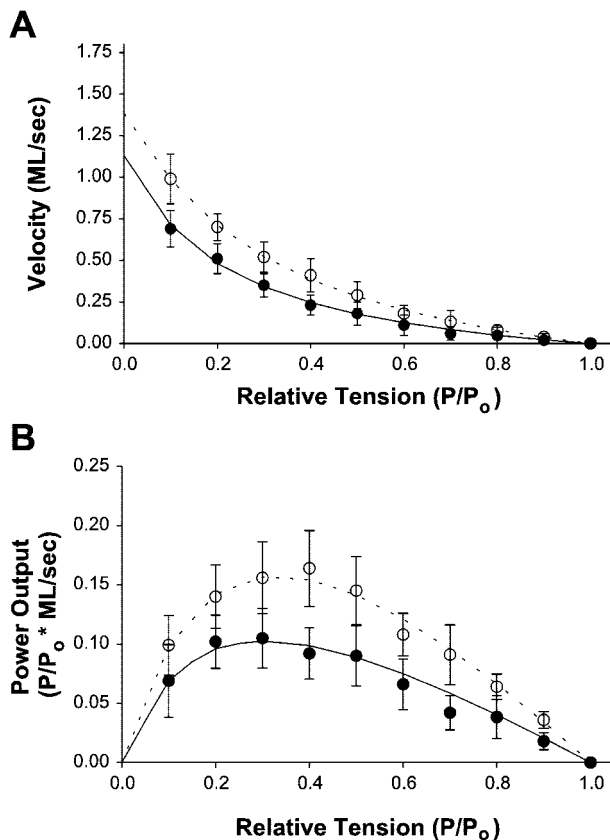 A
1.75
1.50
1.25
1.00
0.75
0.50
0.25
0.00
Velocity (ML/sec)
0.0 0.2 0.4 0.6 0.8 1.0
Relative Tension (P/Po)
B
0.25
0.20
0.15
0.10
0.05
0.00
Power Output
(P/Po * ML/sec)
0.0 0.2 0.4 0.6 0.8 1.0
Relative Tension (P/Po)